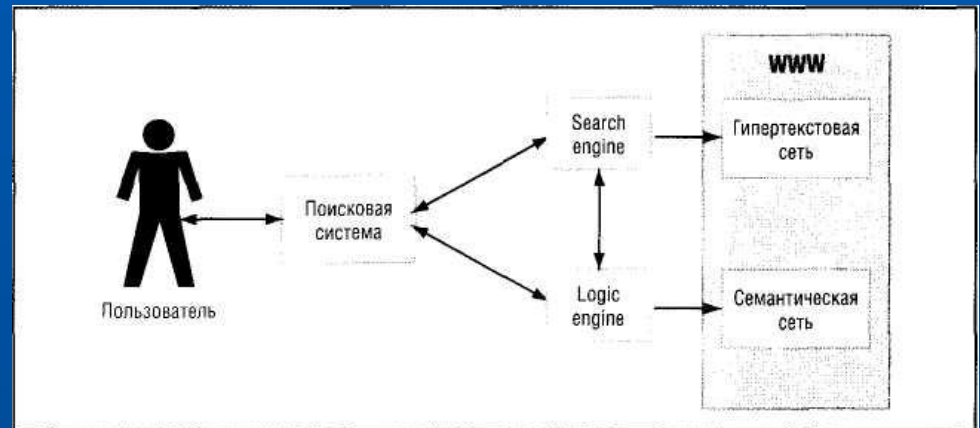 WWW
Search
engine
Гипертекстовая
сеть
Поисковая
система
Logic
engine
Семантическая
сеть
Пользователь